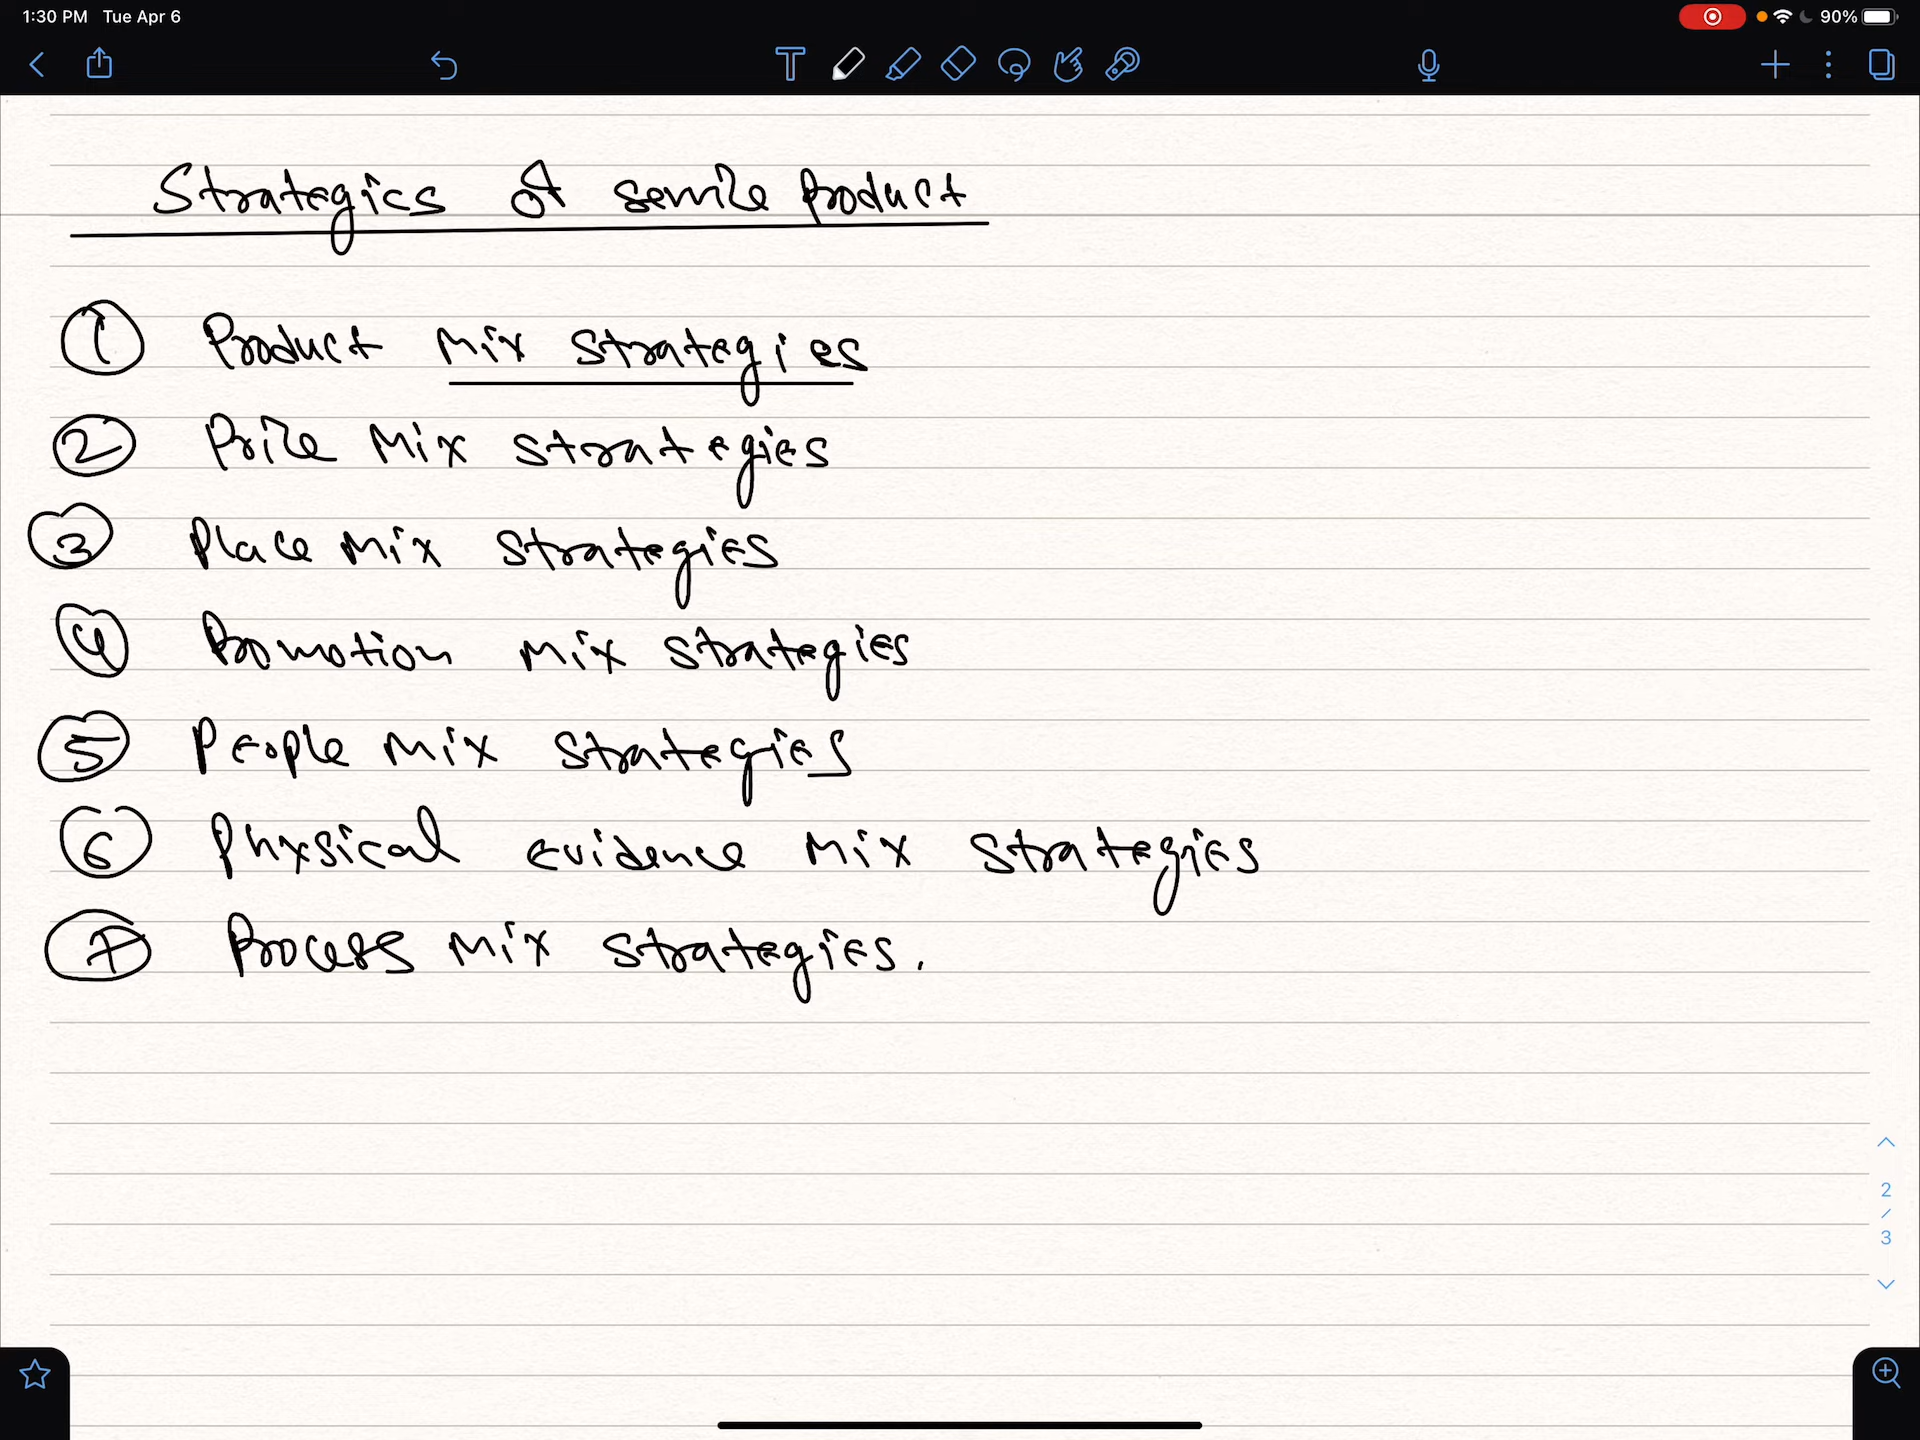 1:30 PM Tue Apr 6 90%
Strategies of service product
1 Product Mix Strategies
2 Price Mix Strategies
3 Place Mix Strategies
4 Promotion Mix Strategies
5 People Mix Strategies
6 Physical Evidence Mix Strategies
7 Process Mix Strategies.
2
/
3